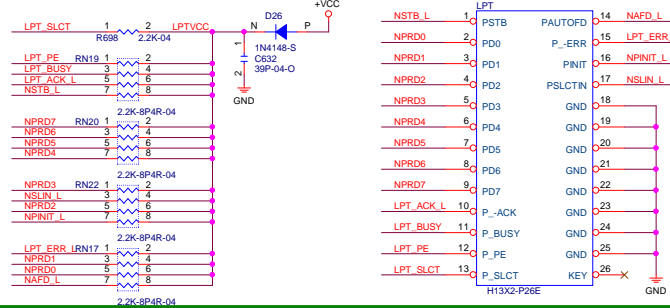 LPT_SLCT 1 2 LPTVCC N D26 P +VCC
R698 2.2K-04
1N4148-S
1 C632
2 39P-04-O
GND
LPT_PE RN19 1 2
LPT_BUSY 3 4
LPT_ACK_L 5 6
NSTB_L 7 8
2.2K-8P4R-04
NPRD7 RN20 1 2
NPRD6 3 4
NPRD5 5 6
NPRD4 7 8
2.2K-8P4R-04
NPRD3 RN22 1 2
NSLIN_L 3 4
NPRD2 5 6
NPINIT_L 7 8
2.2K-8P4R-04
LPT_ERR_L RN17 1 2
NPRD1 3 4
NPRD0 5 6
NAFD_L 7 8
2.2K-8P4R-04
LPT
NSTB_L 1 PSTB PAUTOFD 14 NAFD_L
NPRD0 2 PD0 P_-ERR 15 LPT_ERR_
NPRD1 3 PD1 PINIT 16 NPINIT_L
NPRD2 4 PD2 PSLCTIN 17 NSLIN_L
NPRD3 5 PD3 GND 18
NPRD4 6 PD4 GND 19
NPRD5 7 PD5 GND 20
NPRD6 8 PD6 GND 21
NPRD7 9 PD7 GND 22
LPT_ACK_L 10 P_-ACK GND 23
LPT_BUSY 11 P_BUSY GND 24
LPT_PE 12 P_PE GND 25
LPT_SLCT 13 P_SLCT KEY 26
H13X2-P26E
GND